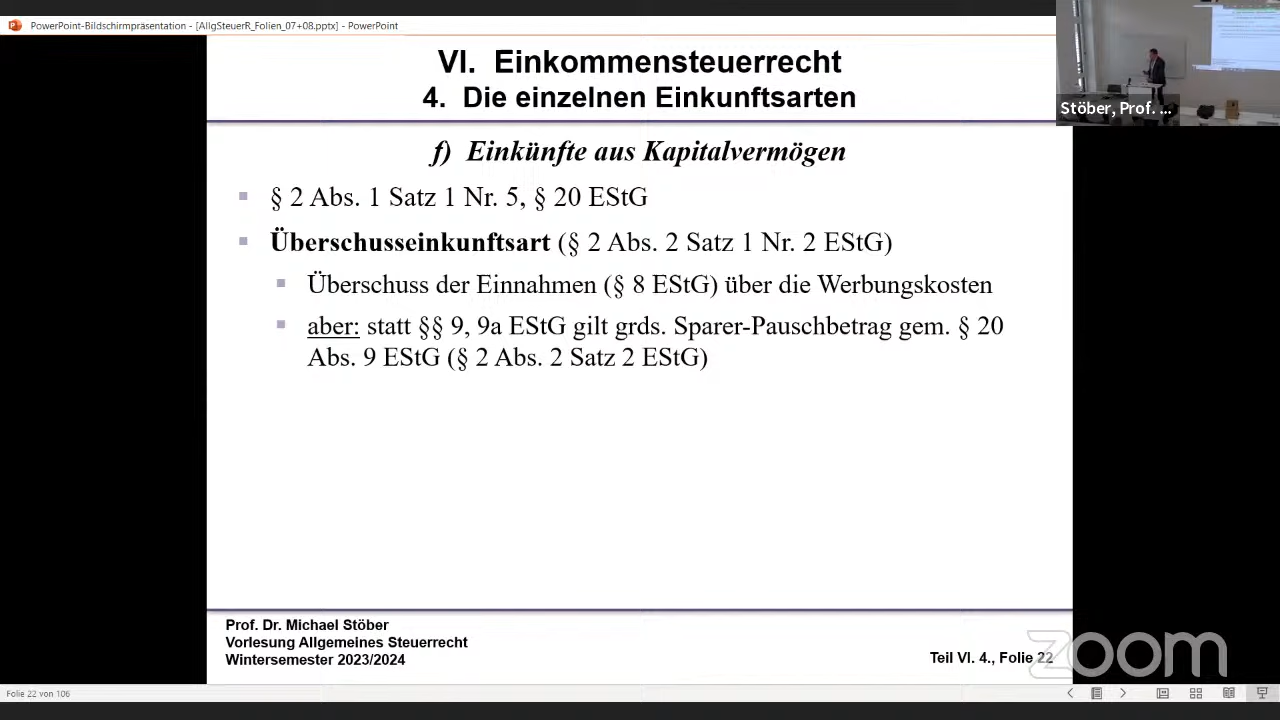 PowerPoint-Bildschirmpräsentation - [AllgSteuerR_Folien_07+08.pptx] - PowerPoint
VI. Einkommensteuerrecht
4. Die einzelnen Einkunftsarten
Stöber, Prof. ...
f) Einkünfte aus Kapitalvermögen
§ 2 Abs. 1 Satz 1 Nr. 5, § 20 EStG
Überschusseinkunftsart (§ 2 Abs. 2 Satz 1 Nr. 2 EStG)
Überschuss der Einnahmen (§ 8 EStG) über die Werbungskosten
aber: statt §§ 9, 9a EStG gilt grds. Sparer-Pauschbetrag gem. § 20
Abs. 9 EStG (§ 2 Abs. 2 Satz 2 EStG)
Prof. Dr. Michael Stöber
Vorlesung Allgemeines Steuerrecht
Wintersemester 2023/2024
Teil VI. 4., Folie 22
zoom
Folie 22 von 106